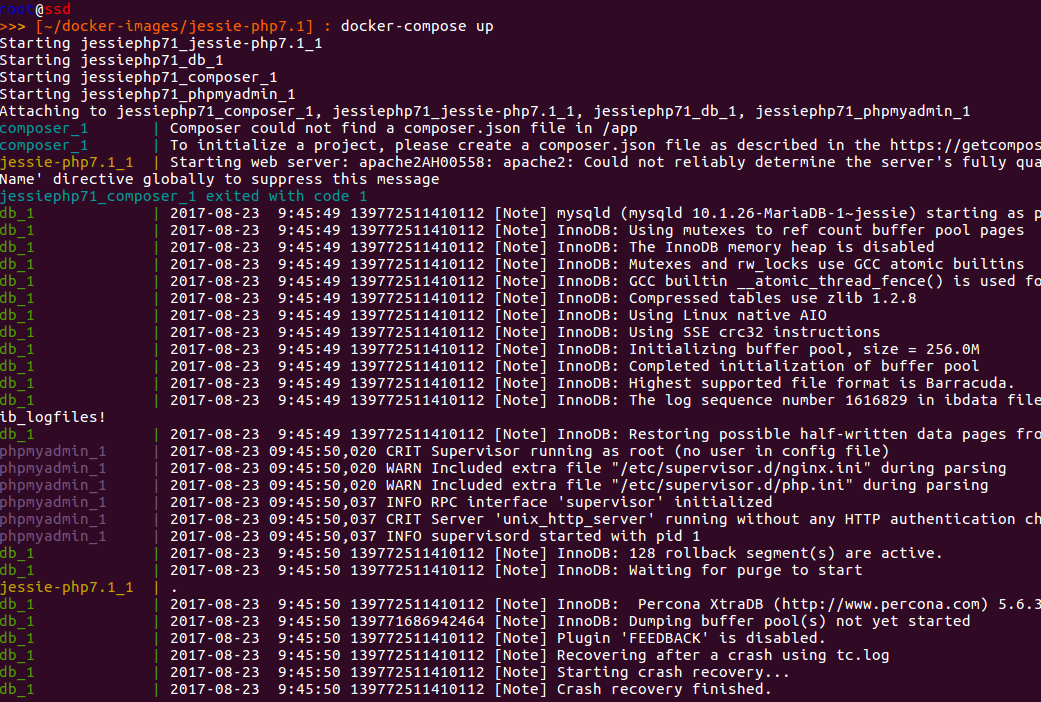 root@ssd
>>> [~/docker-images/jessie-php7.1] : docker-compose up
Starting jessiephp71_jessie-php7.1_1
Starting jessiephp71_db_1
Starting jessiephp71_composer_1
Starting jessiephp71_phpmyadmin_1
Attaching to jessiephp71_composer_1, jessiephp71_jessie-php7.1_1, jessiephp71_db_1, jessiephp71_phpmyadmin_1
composer_1 | Composer could not find a composer.json file in /app
composer_1 | To initialize a project, please create a composer.json file as described in the https://getcompos
jessie-php7.1_1 | Starting web server: apache2AH00558: apache2: Could not reliably determine the server's fully qua
Name' directive globally to suppress this message
jessiephp71_composer_1 exited with code 1
db_1 | 2017-08-23 9:45:49 139772511410112 [Note] mysqld (mysqld 10.1.26-MariaDB-1~jessie) starting as p
db_1 | 2017-08-23 9:45:49 139772511410112 [Note] InnoDB: Using mutexes to ref count buffer pool pages
db_1 | 2017-08-23 9:45:49 139772511410112 [Note] InnoDB: The InnoDB memory heap is disabled
db_1 | 2017-08-23 9:45:49 139772511410112 [Note] InnoDB: Mutexes and rw_locks use GCC atomic builtins
db_1 | 2017-08-23 9:45:49 139772511410112 [Note] InnoDB: GCC builtin __atomic_thread_fence() is used fo
db_1 | 2017-08-23 9:45:49 139772511410112 [Note] InnoDB: Compressed tables use zlib 1.2.8
db_1 | 2017-08-23 9:45:49 139772511410112 [Note] InnoDB: Using Linux native AIO
db_1 | 2017-08-23 9:45:49 139772511410112 [Note] InnoDB: Using SSE crc32 instructions
db_1 | 2017-08-23 9:45:49 139772511410112 [Note] InnoDB: Initializing buffer pool, size = 256.0M
db_1 | 2017-08-23 9:45:49 139772511410112 [Note] InnoDB: Completed initialization of buffer pool
db_1 | 2017-08-23 9:45:49 139772511410112 [Note] InnoDB: Highest supported file format is Barracuda.
db_1 | 2017-08-23 9:45:49 139772511410112 [Note] InnoDB: The log sequence number 1616829 in ibdata file
ib_logfiles!
db_1 | 2017-08-23 9:45:49 139772511410112 [Note] InnoDB: Restoring possible half-written data pages fro
phpmyadmin_1 | 2017-08-23 09:45:50,020 CRIT Supervisor running as root (no user in config file)
phpmyadmin_1 | 2017-08-23 09:45:50,020 WARN Included extra file "/etc/supervisor.d/nginx.ini" during parsing
phpmyadmin_1 | 2017-08-23 09:45:50,020 WARN Included extra file "/etc/supervisor.d/php.ini" during parsing
phpmyadmin_1 | 2017-08-23 09:45:50,037 INFO RPC interface 'supervisor' initialized
phpmyadmin_1 | 2017-08-23 09:45:50,037 CRIT Server 'unix_http_server' running without any HTTP authentication ch
phpmyadmin_1 | 2017-08-23 09:45:50,037 INFO supervisord started with pid 1
db_1 | 2017-08-23 9:45:50 139772511410112 [Note] InnoDB: 128 rollback segment(s) are active.
db_1 | 2017-08-23 9:45:50 139772511410112 [Note] InnoDB: Waiting for purge to start
jessie-php7.1_1 | .
db_1 | 2017-08-23 9:45:50 139772511410112 [Note] InnoDB:  Percona XtraDB (http://www.percona.com) 5.6.3
db_1 | 2017-08-23 9:45:50 139771686942464 [Note] InnoDB: Dumping buffer pool(s) not yet started
db_1 | 2017-08-23 9:45:50 139772511410112 [Note] Plugin 'FEEDBACK' is disabled.
db_1 | 2017-08-23 9:45:50 139772511410112 [Note] Recovering after a crash using tc.log
db_1 | 2017-08-23 9:45:50 139772511410112 [Note] Starting crash recovery...
db_1 | 2017-08-23 9:45:50 139772511410112 [Note] Crash recovery finished.